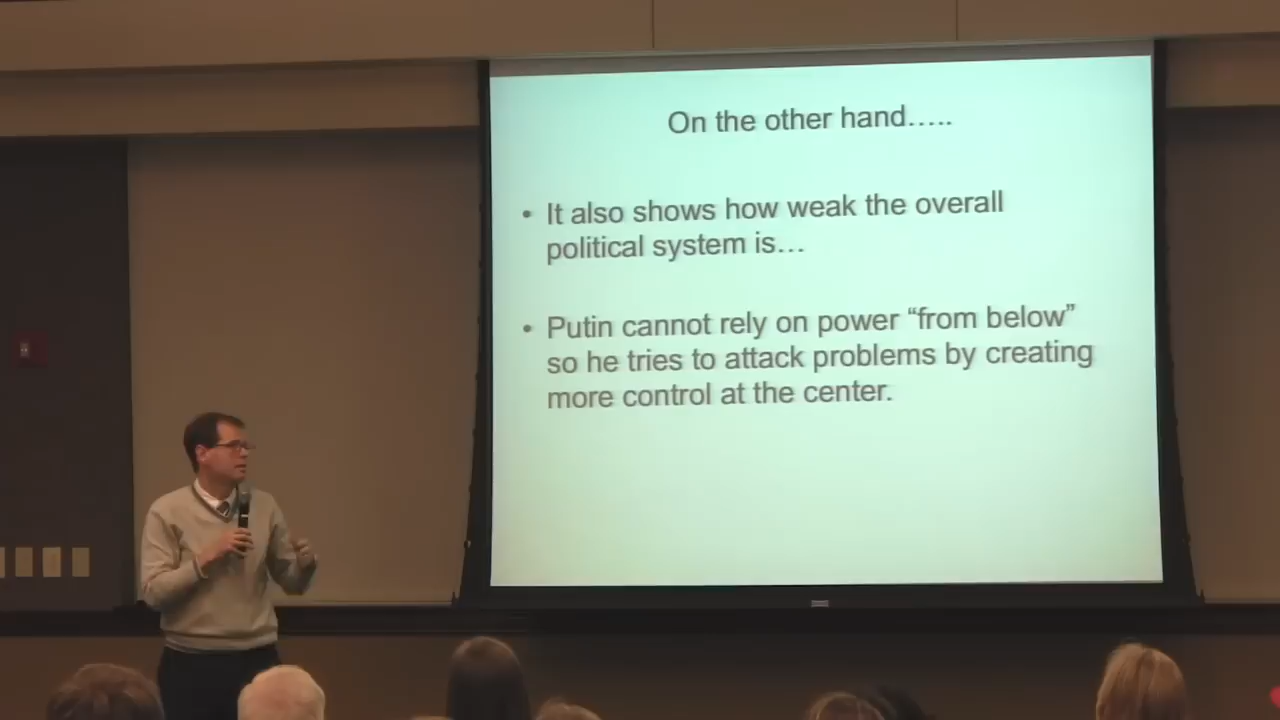 On the other hand…..
• It also shows how weak the overall
political system is…
• Putin cannot rely on power “from below”
so he tries to attack problems by creating
more control at the center.